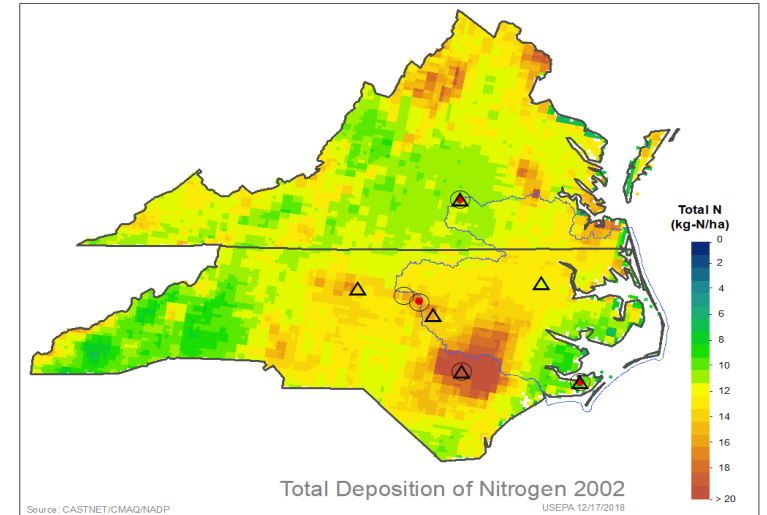 Total N
(kg-N/ha)
0
2
4
6
8
10
12
14
16
18
> 20
Total Deposition of Nitrogen 2002
Source: CASTNET/CMAQ/NADP
USEPA 12/17/2018